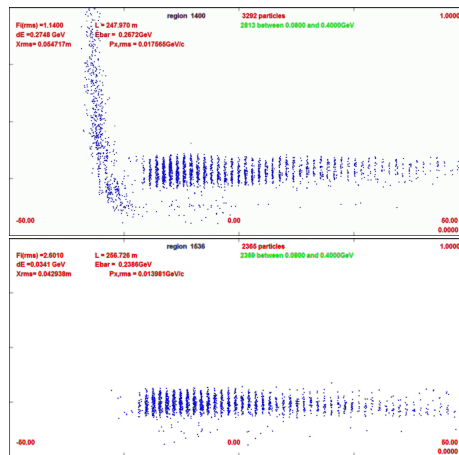 region 1400 3292 particles 1.0000
Fi(rms)=1.1400 L = 247.970 m 2813 between 0.0800 and 0.4000GeV
dE =0.2748 GeV Ebar = 0.2672GeV
Xrms= 0.054717m Px,rms = 0.017565GeV/c
-50.00 0.00 50.00
0.0000
region 1536 2365 particles 1.0000
Fi(rms)=2.6010 L = 256.726 m 2359 between 0.0800 and 0.4000GeV
dE =0.0341 GeV Ebar = 0.2386GeV
Xrms= 0.042938m Px,rms = 0.013981GeV/c
-50.00 0.00 50.00
0.0000